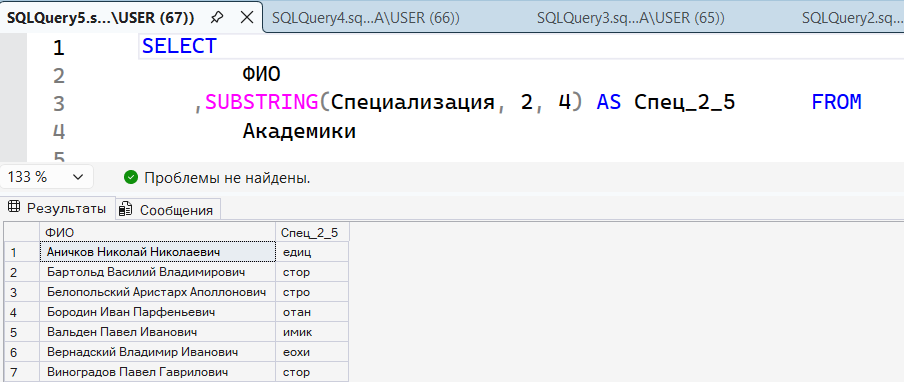 SQLQuery5.s...\USER (67)) SQLQuery4.sq...A\USER (66)) SQLQuery3.sq...A\USER (65)) SQLQuery2.sq...
1 SELECT
2 ФИО
3 ,SUBSTRING(Специализация, 2, 4) AS Спец_2_5 FROM
4 Академики
5
133 % Проблемы не найдены.
Результаты Сообщения
ФИО Спец_2_5
1 Аничков Николай Николаевич едиц
2 Бартольд Василий Владимирович стор
3 Белопольский Аристарх Аполлонович стро
4 Бородин Иван Парфеньевич отан
5 Вальден Павел Иванович имик
6 Вернадский Владимир Иванович еохи
7 Виноградов Павел Гаврилович стор